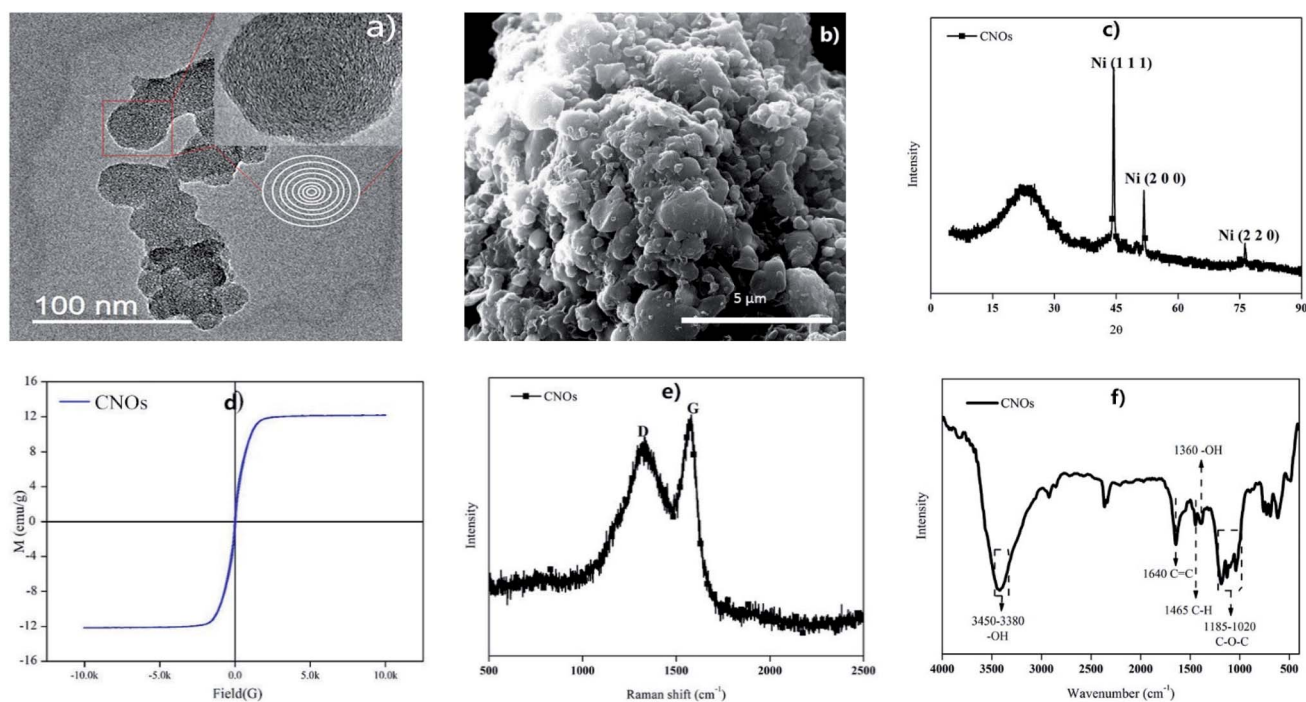 a)
100 nm
b)
5 μm
c)
CNOs
Ni (1 1 1)
Ni (2 0 0)
Ni (2 2 0)
Intensity
0 15 30 45 60 75 90
2θ
d)
CNOs
16
12
8
4
0
-4
-8
-12
-16
M (emu/g)
-10.0k -5.0k 0.0 5.0k 10.0k
Field(G)
e)
CNOs
D
G
Intensity
500 1000 1500 2000 2500
Raman shift (cm⁻¹)
f)
CNOs
1360 -OH
1640 C=C
1465 C-H
3450-3380
-OH
1185-1020
C-O-C
Intensity
4000 3500 3000 2500 2000 1500 1000 500
Wavenumber (cm⁻¹)